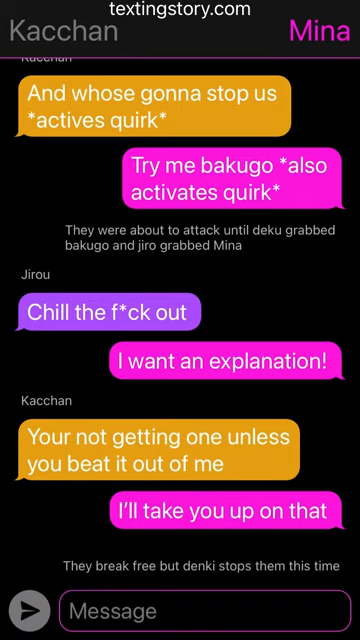 textingstory.com
Kacchan
Mina
Kacchan
And whose gonna stop us
*actives quirk*
Try me bakugo *also
activates quirk*
They were about to attack until deku grabbed
bakugo and jiro grabbed Mina
Jirou
Chill the f*ck out
I want an explanation!
Kacchan
Your not getting one unless
you beat it out of me
I'll take you up on that
They break free but denki stops them this time
Message